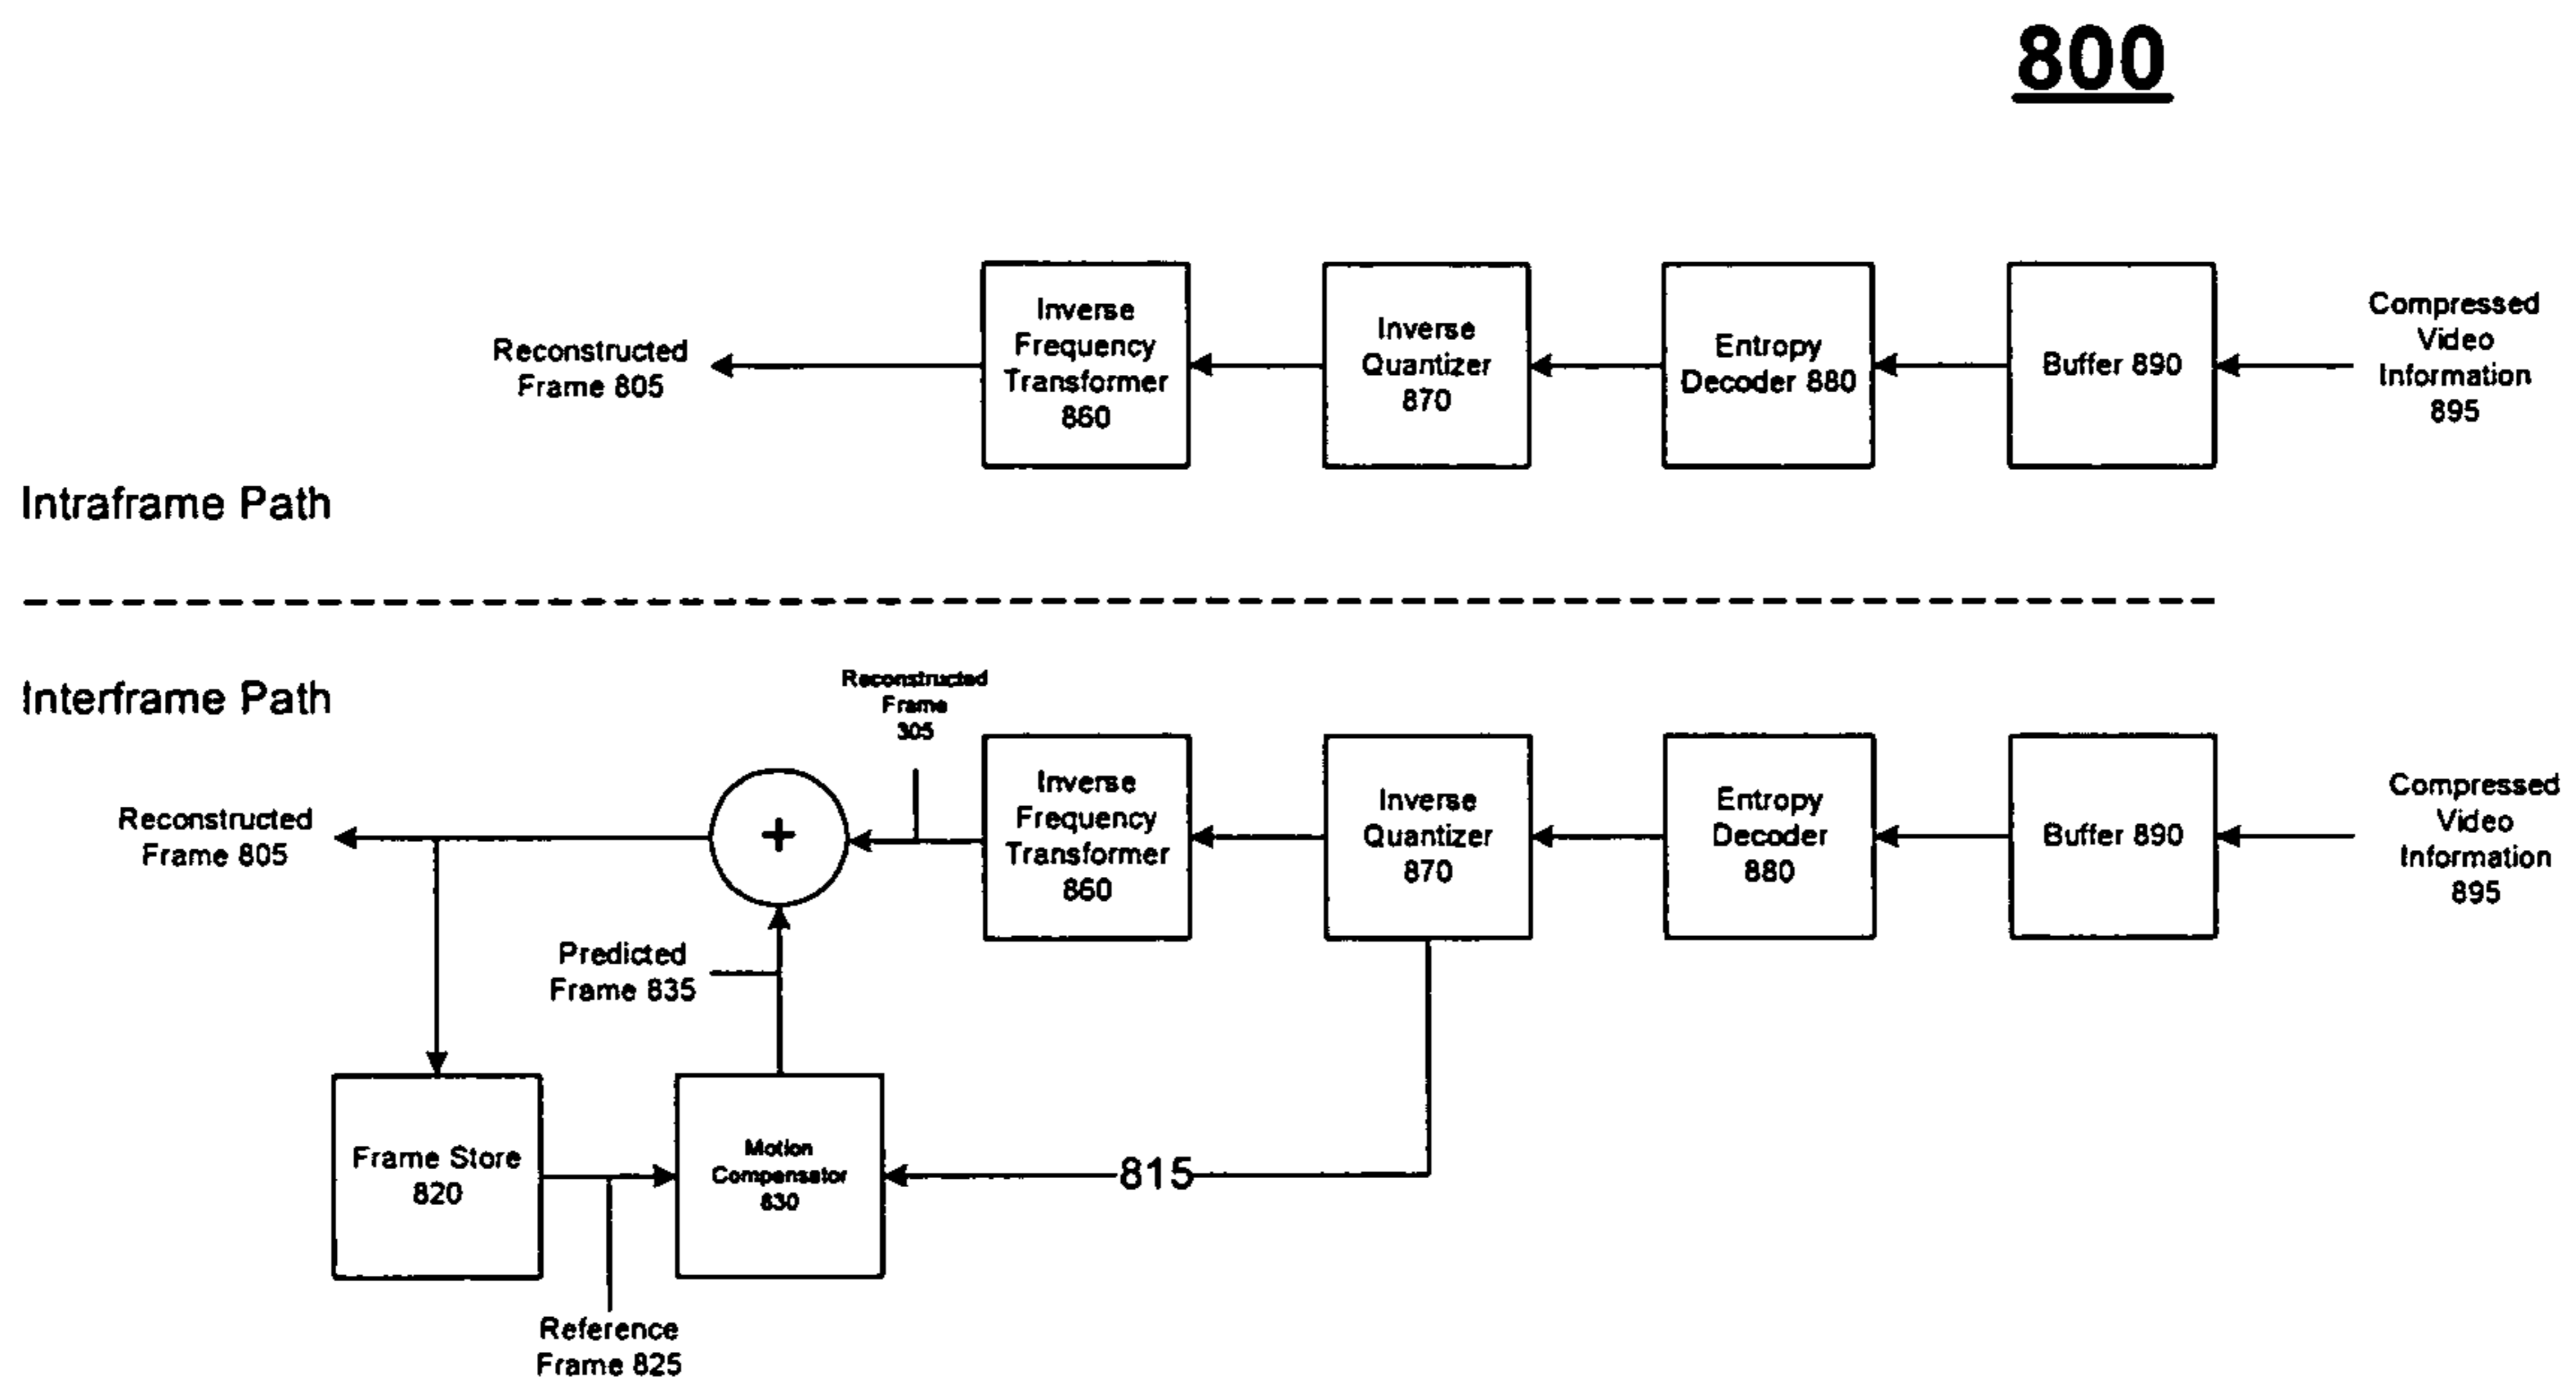 800
Reconstructed
Frame 805
Inverse
Frequency
Transformer
860
Inverse
Quantizer
870
Entropy
Decoder 880
Buffer 890
Compressed
Video
Information
895
Intraframe Path
Interframe Path
Reconstructed
Frame 805
Reconstructed
Frame
305
+
Inverse
Frequency
Transformer
860
Inverse
Quantizer
870
Entropy
Decoder
880
Buffer 890
Compressed
Video
Information
895
Predicted
Frame 835
Frame Store
820
Motion
Compensator
830
815
Reference
Frame 825